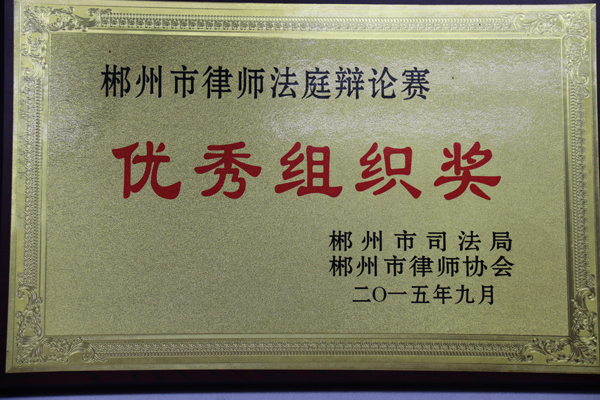 郴州市律师法庭辩论赛
优秀组织奖
郴州市司法局
郴州市律师协会
二〇一五年九月